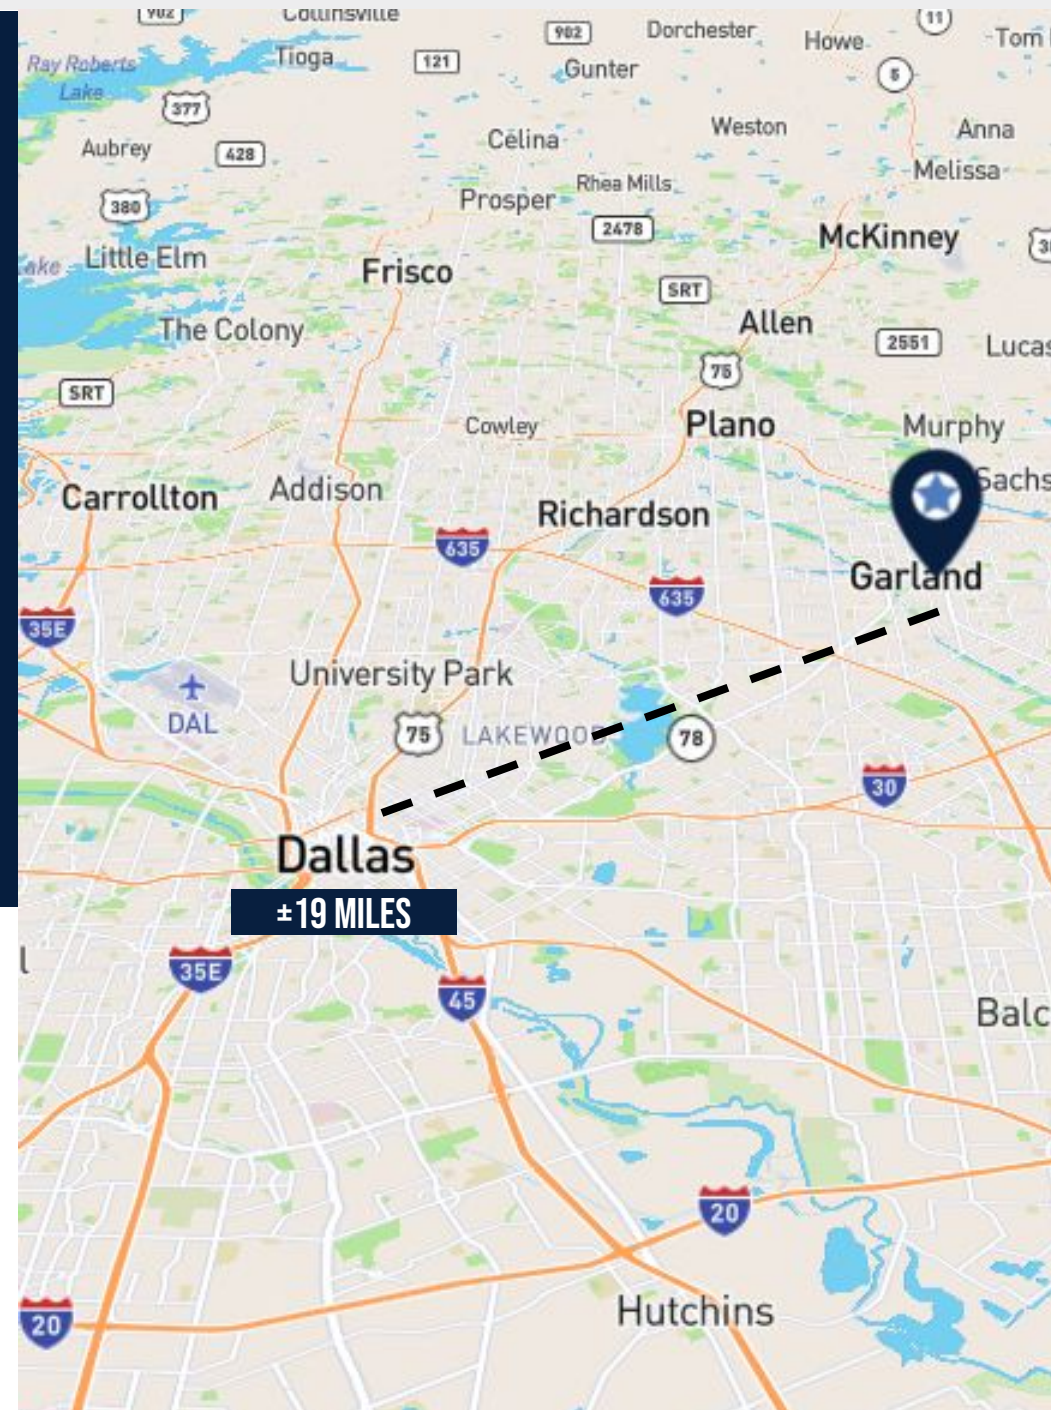 902
Collinsville
902
Dorchester
11
Howe
Tom
Ray Roberts
Lake
Tioga
121
Gunter
5
377
Aubrey
428
Celina
Weston
Anna
Melissa
Rhea Mills
380
Prosper
2478
McKinney
Little Elm
Frisco
SRT
The Colony
Allen
2551
Lucas
75
SRT
Cowley
Plano
Murphy
Sachs
Carrollton
Addison
Richardson
635
Garland
635
35E
University Park
DAL
75
LAKEWOOD
78
30
Dallas
±19 MILES
35E
45
Balc
20
Hutchins
20